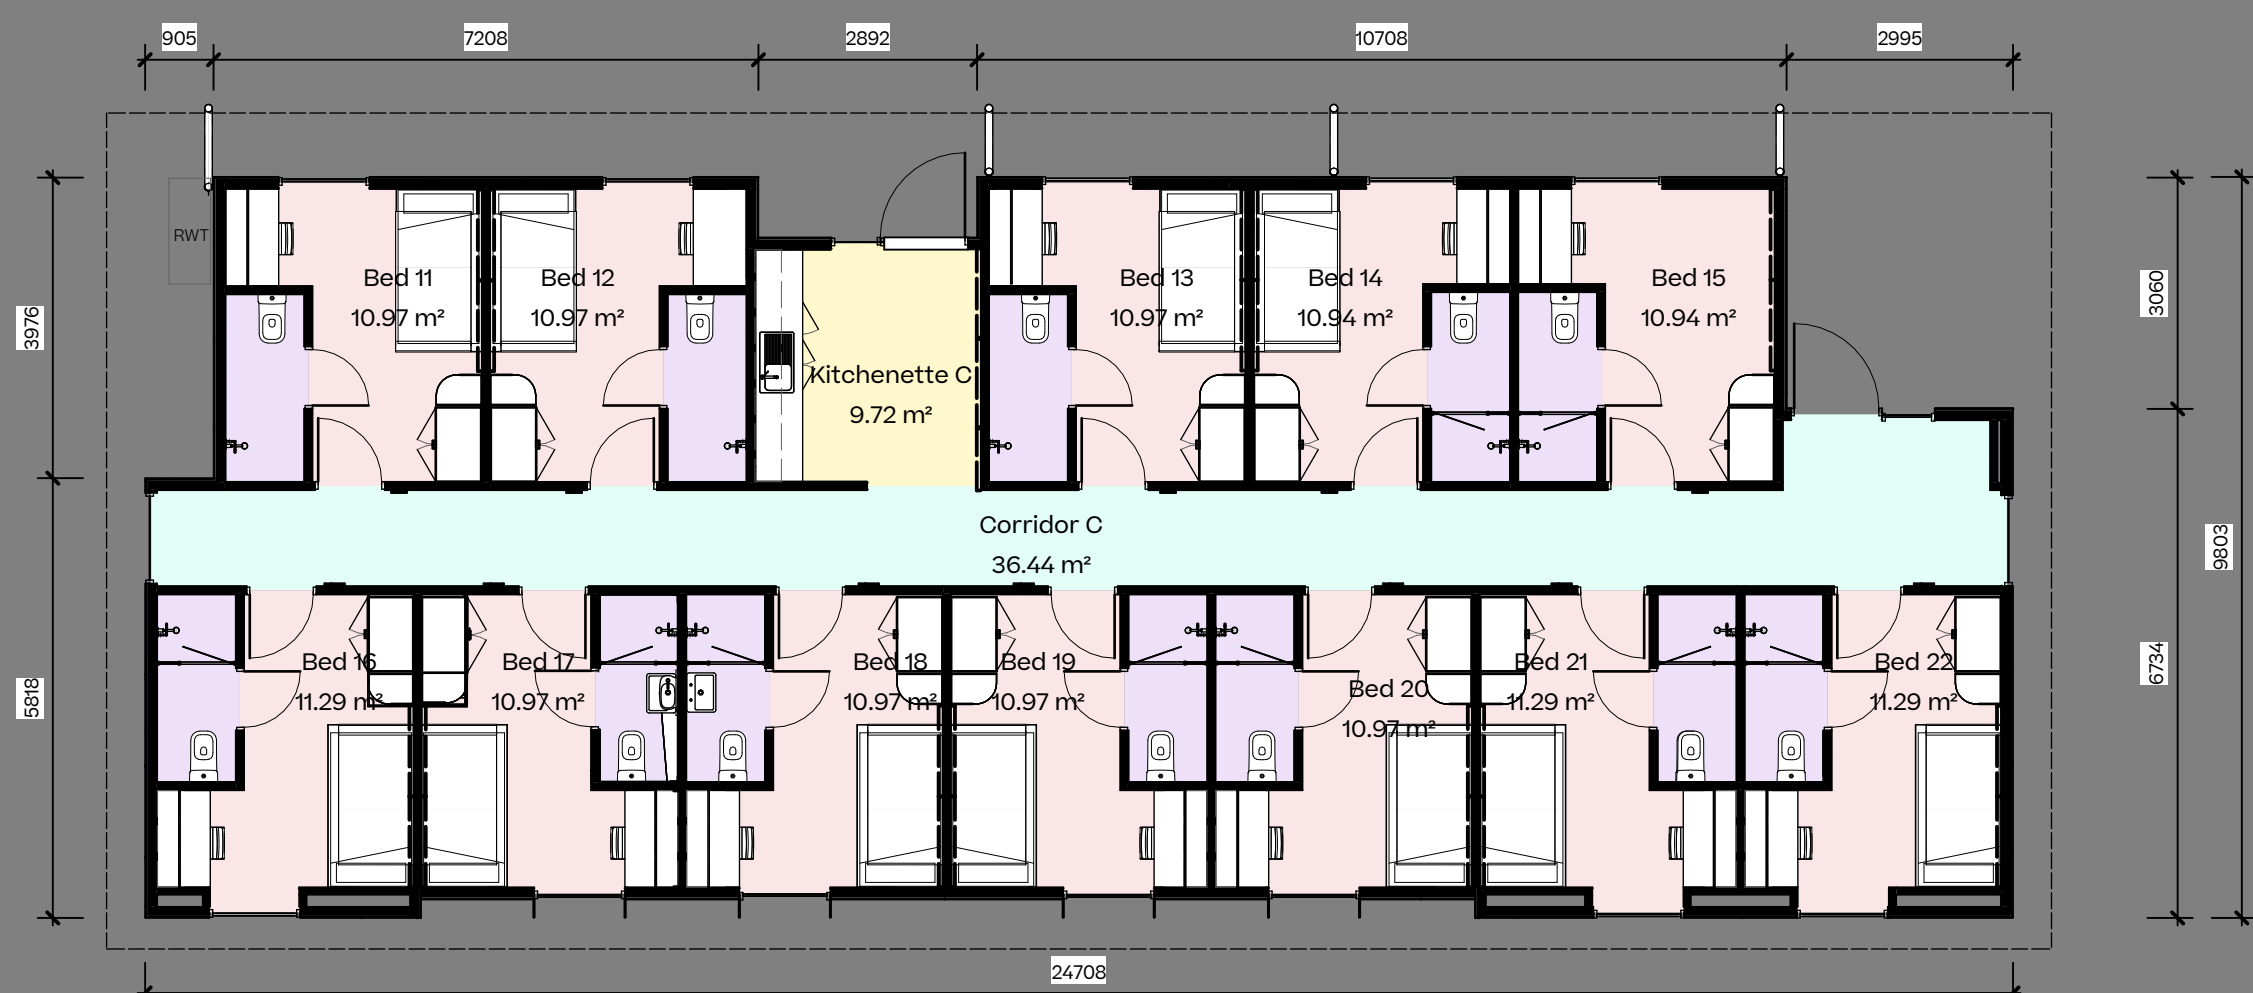 905
7208
2892
10708
2995
RWT
3976
3060
Bed 11
10.97 m²
Bed 12
10.97 m²
Kitchenette C
9.72 m²
Bed 13
10.97 m²
Bed 14
10.94 m²
Bed 15
10.94 m²
Corridor C
36.44 m²
9803
5818
6734
Bed 16
11.29 m²
Bed 17
10.97 m²
Bed 18
10.97 m²
Bed 19
10.97 m²
Bed 20
10.97 m²
Bed 21
11.29 m²
Bed 22
11.29 m²
24708